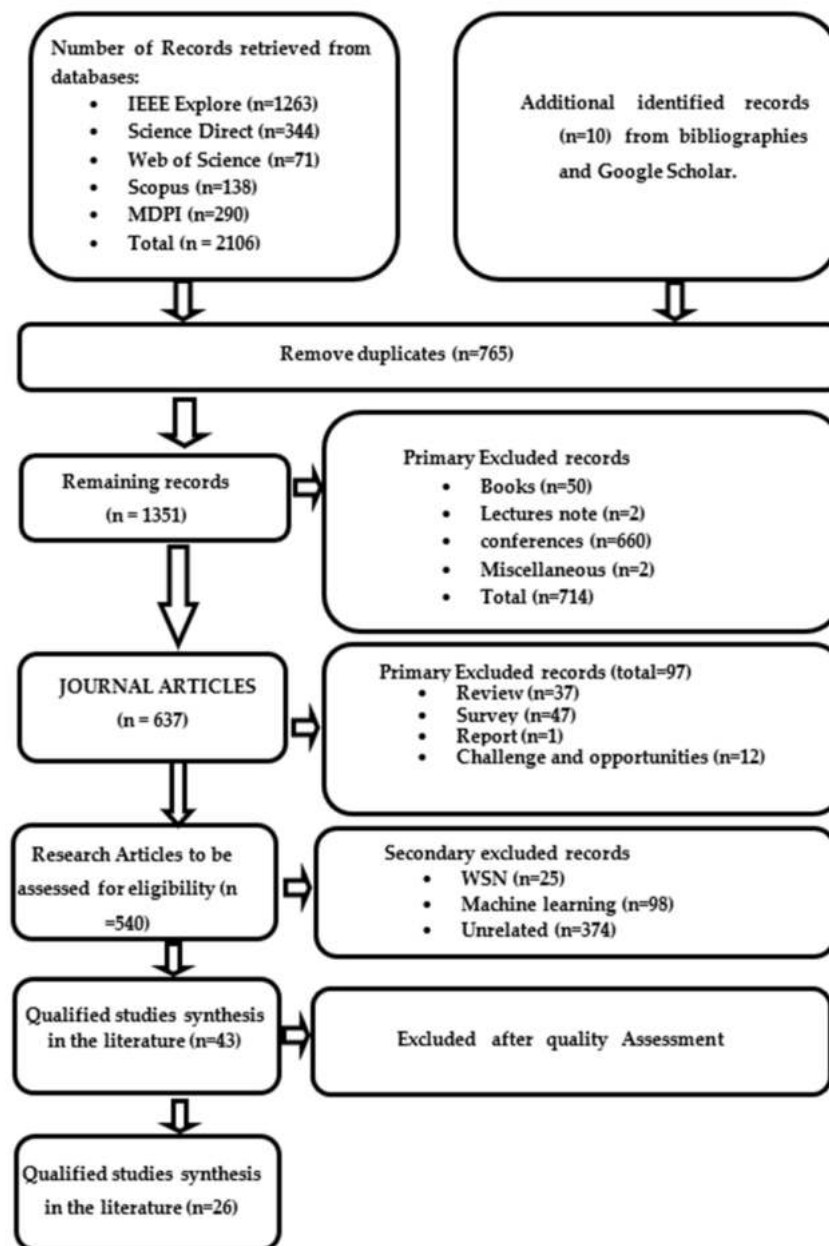 Number of Records retrieved from
databases:
• IEEE Explore (n=1263)
• Science Direct (n=344)
• Web of Science (n=71)
• Scopus (n=138)
• MDPI (n=290)
• Total (n = 2106)
Additional identified records
(n=10) from bibliographies
and Google Scholar.
Remove duplicates (n=765)
Remaining records
(n = 1351)
Primary Excluded records
• Books (n=50)
• Lectures note (n=2)
• conferences (n=660)
• Miscellaneous (n=2)
• Total (n=714)
JOURNAL ARTICLES
(n = 637)
Primary Excluded records (total=97)
• Review (n=37)
• Survey (n=47)
• Report (n=1)
• Challenge and opportunities (n=12)
Research Articles to be
assessed for eligibility (n
=540)
Secondary excluded records
• WSN (n=25)
• Machine learning (n=98)
• Unrelated (n=374)
Qualified studies synthesis
in the literature (n=43)
Excluded after quality Assessment
Qualified studies synthesis
in the literature (n=26)